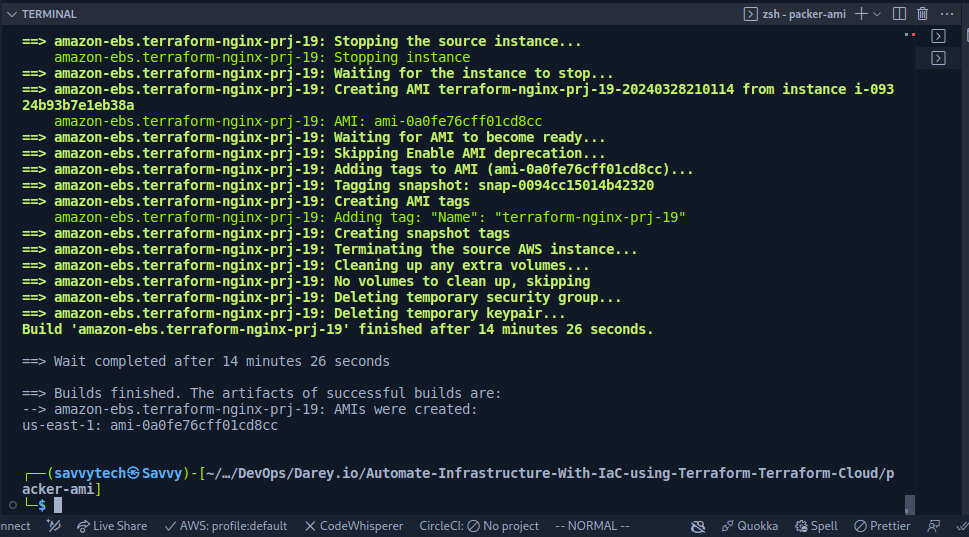 TERMINAL zsh - packer-ami
==> amazon-ebs.terraform-nginx-prj-19: Stopping the source instance...
    amazon-ebs.terraform-nginx-prj-19: Stopping instance
==> amazon-ebs.terraform-nginx-prj-19: Waiting for the instance to stop...
==> amazon-ebs.terraform-nginx-prj-19: Creating AMI terraform-nginx-prj-19-20240328210114 from instance i-093
24b93b7e1eb38a
    amazon-ebs.terraform-nginx-prj-19: AMI: ami-0a0fe76cff01cd8cc
==> amazon-ebs.terraform-nginx-prj-19: Waiting for AMI to become ready...
==> amazon-ebs.terraform-nginx-prj-19: Skipping Enable AMI deprecation...
==> amazon-ebs.terraform-nginx-prj-19: Adding tags to AMI (ami-0a0fe76cff01cd8cc)...
==> amazon-ebs.terraform-nginx-prj-19: Tagging snapshot: snap-0094cc15014b42320
==> amazon-ebs.terraform-nginx-prj-19: Creating AMI tags
    amazon-ebs.terraform-nginx-prj-19: Adding tag: "Name": "terraform-nginx-prj-19"
==> amazon-ebs.terraform-nginx-prj-19: Creating snapshot tags
==> amazon-ebs.terraform-nginx-prj-19: Terminating the source AWS instance...
==> amazon-ebs.terraform-nginx-prj-19: Cleaning up any extra volumes...
==> amazon-ebs.terraform-nginx-prj-19: No volumes to clean up, skipping
==> amazon-ebs.terraform-nginx-prj-19: Deleting temporary security group...
==> amazon-ebs.terraform-nginx-prj-19: Deleting temporary keypair...
Build 'amazon-ebs.terraform-nginx-prj-19' finished after 14 minutes 26 seconds.
==> Wait completed after 14 minutes 26 seconds
==> Builds finished. The artifacts of successful builds are:
--> amazon-ebs.terraform-nginx-prj-19: AMIs were created:
us-east-1: ami-0a0fe76cff01cd8cc
┌──(savvytech㉿Savvy)-[~/…/DevOps/Darey.io/Automate-Infrastructure-With-IaC-using-Terraform-Terraform-Cloud/p
acker-ami]
└─$
nnect Live Share AWS: profile:default CodeWhisperer CircleCI: No project -- NORMAL -- Quokka Spell Prettier